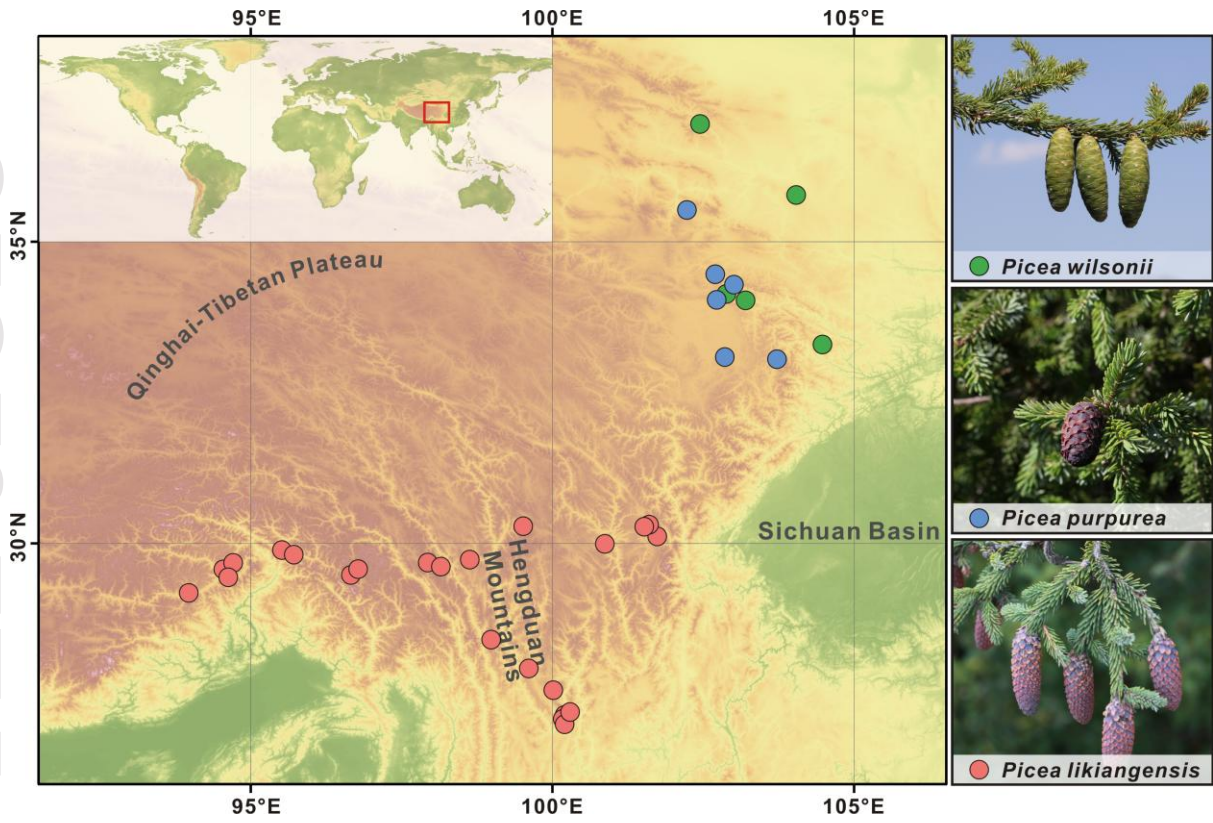 95°E 100°E 105°E
35°N
30°N
Qinghai-Tibetan Plateau
Hengduan
Mountains
Sichuan Basin
95°E 100°E 105°E
Picea wilsonii
Picea purpurea
Picea likiangensis